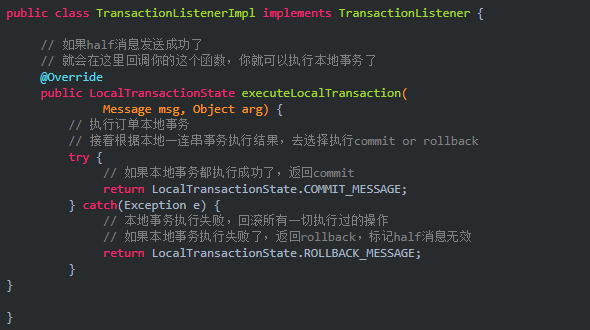 public class TransactionListenerImpl implements TransactionListener {
// 如果half消息发送成功了
// 就会在这里回调你的这个函数，你就可以执行本地事务了
@Override
public LocalTransactionState executeLocalTransaction(
Message msg, Object arg) {
// 执行订单本地事务
// 接着根据本地一连串事务执行结果，去选择执行commit or rollback
try {
// 如果本地事务都执行成功了，返回commit
return LocalTransactionState.COMMIT_MESSAGE;
} catch(Exception e) {
// 本地事务执行失败，回滚所有一切执行过的操作
// 如果本地事务执行失败了，返回rollback，标记half消息无效
return LocalTransactionState.ROLLBACK_MESSAGE;
}
}
}